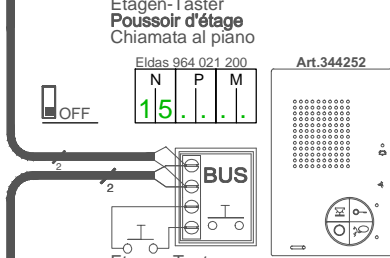 Etagen-Taster
Poussoir d'étage
Chiamata al piano
Eldas 964 021 200 Art.344252
N P M
15....
OFF
BUS
2
2
Etagen-Taster